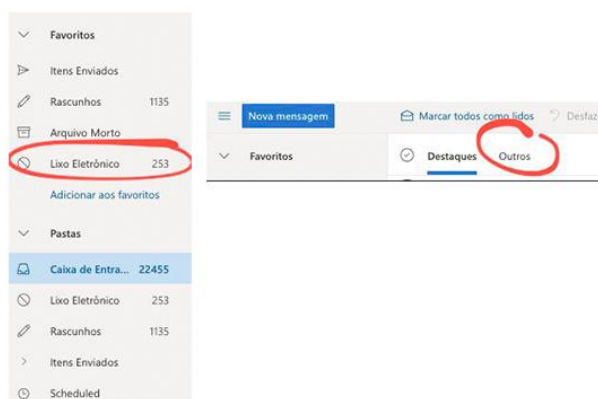 Favoritos
Itens Enviados
Rascunhos 1135
Arquivo Morto
Lixo Eletrônico 253
Adicionar aos favoritos
Pastas
Caixa de Entra... 22455
Lixo Eletrônico 253
Rascunhos 1135
Itens Enviados
Scheduled
Nova mensagem Marcar todos como lidos Desfaz
Favoritos Destaques Outros